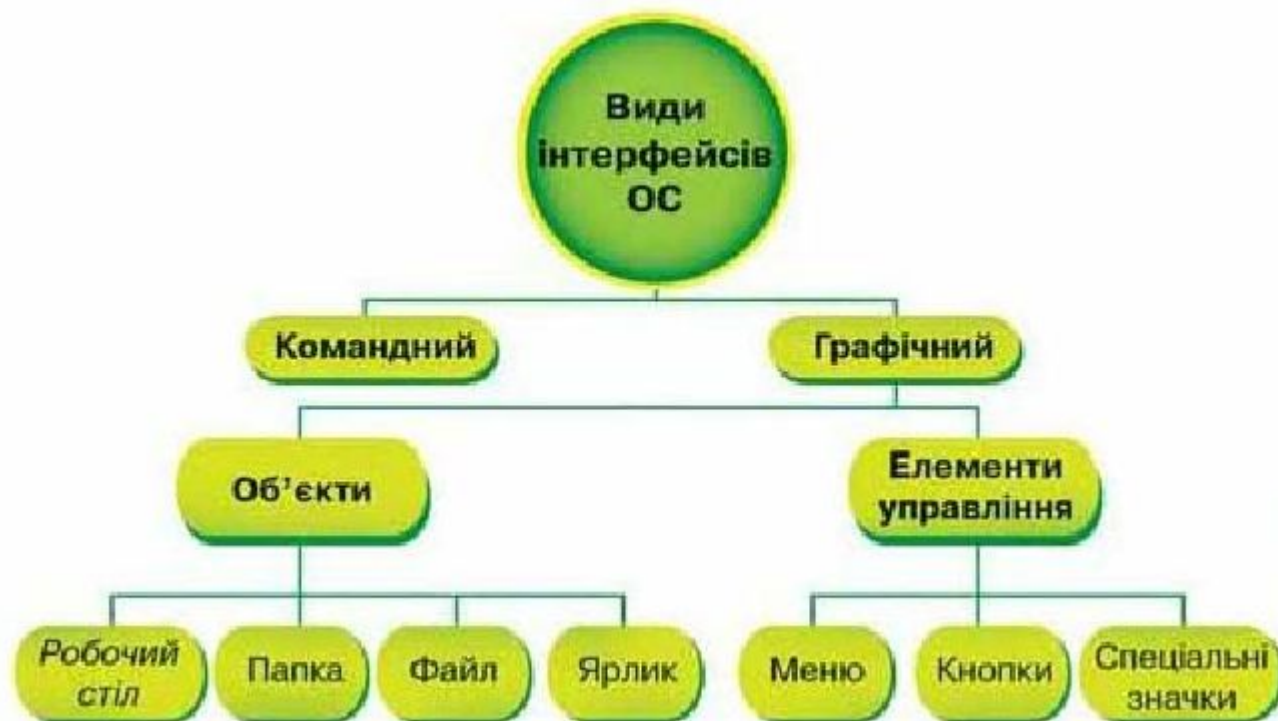 Види
інтерфейсів
ОС
Командний
Графічний
Об’єкти
Елементи
управління
Робочий
стіл
Папка
Файл
Ярлик
Меню
Кнопки
Спеціальні
значки